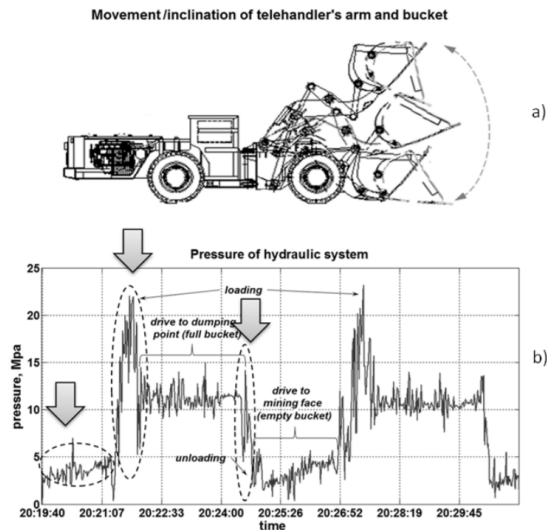 Movement/inclination of telehandler's arm and bucket
a)
Pressure of hydraulic system
25
20
15
10
5
0
pressure, Mpa
loading
drive to dumping
point (full bucket)
drive to
mining face
(empty bucket)
unloading
b)
20:19:40 20:21:07 20:22:33 20:24:00 20:25:26 20:26:52 20:28:19 20:29:45
time